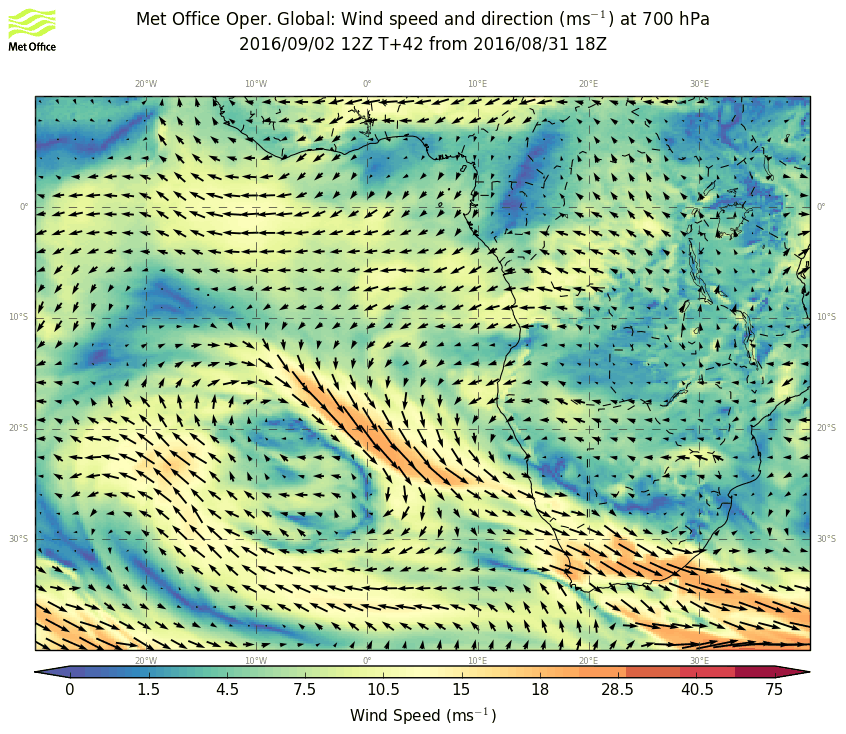 Met Office Oper. Global: Wind speed and direction (ms⁻¹) at 700 hPa
2016/09/02 12Z T+42 from 2016/08/31 18Z
Met Office
20°W 10°W 0° 10°E 20°E 30°E
0° 0°
10°S 10°S
20°S 20°S
30°S 30°S
20°W 10°W 0° 10°E 20°E 30°E
0 1.5 4.5 7.5 10.5 15 18 28.5 40.5 75
Wind Speed (ms⁻¹)